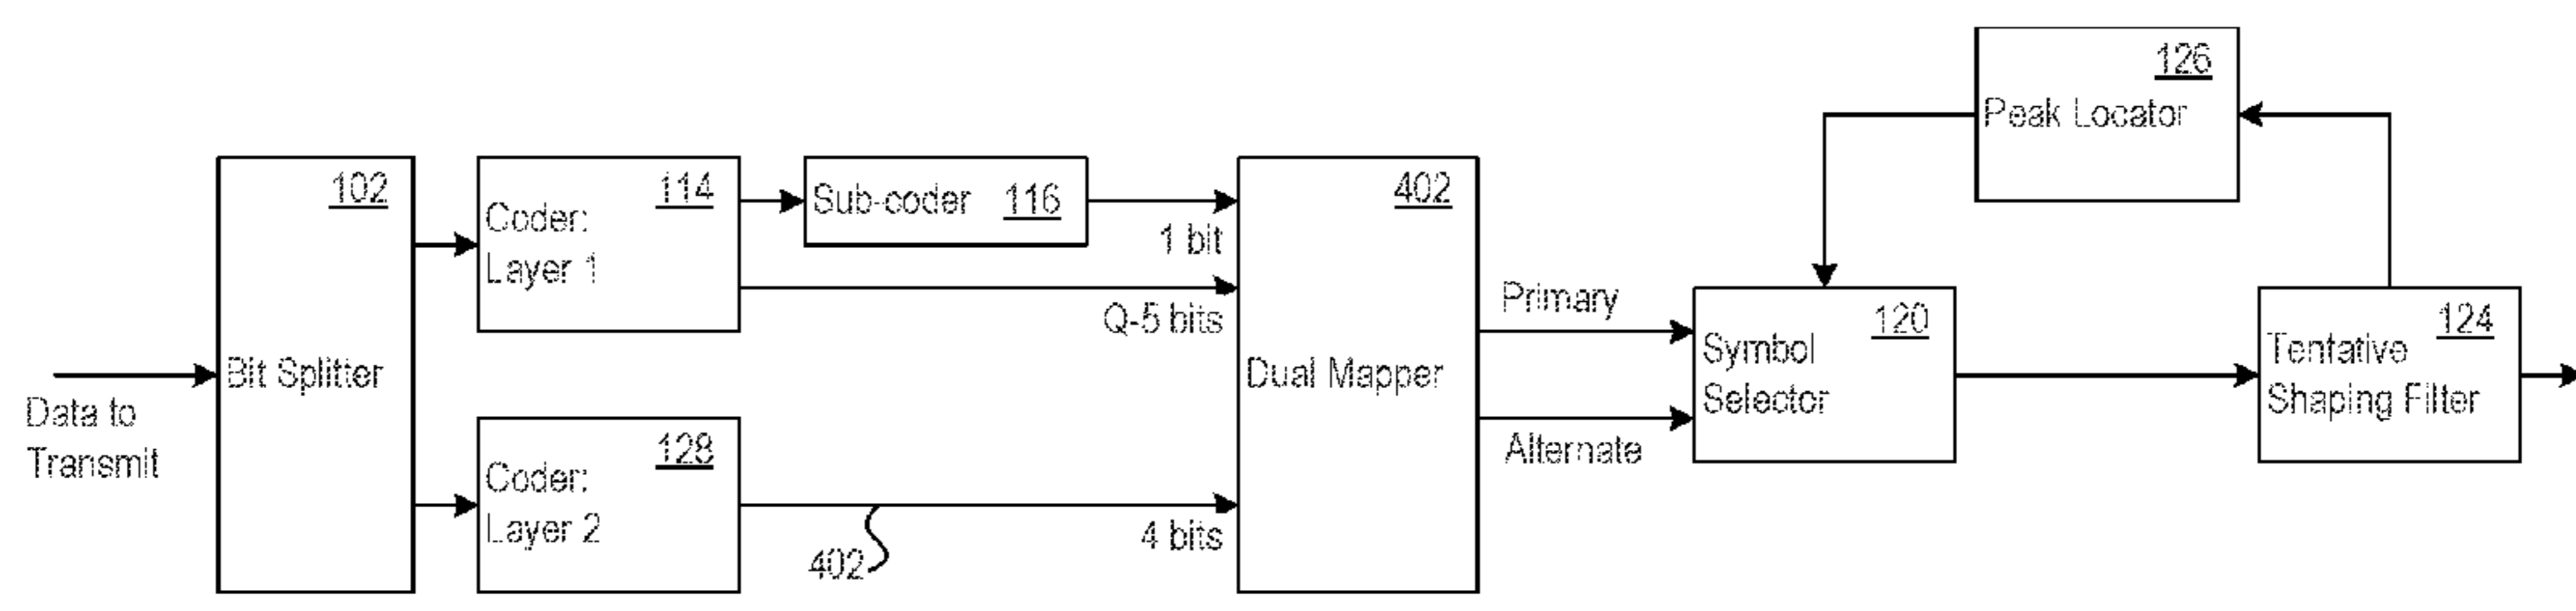 Data to
Transmit
102
Bit Splitter
114
Coder:
Layer 1
Sub-coder 116
1 bit
Q-5 bits
128
Coder:
Layer 2
402
4 bits
402
Dual Mapper
Primary
Alternate
120
Symbol
Selector
126
Peak Locator
124
Tentative
Shaping Filter